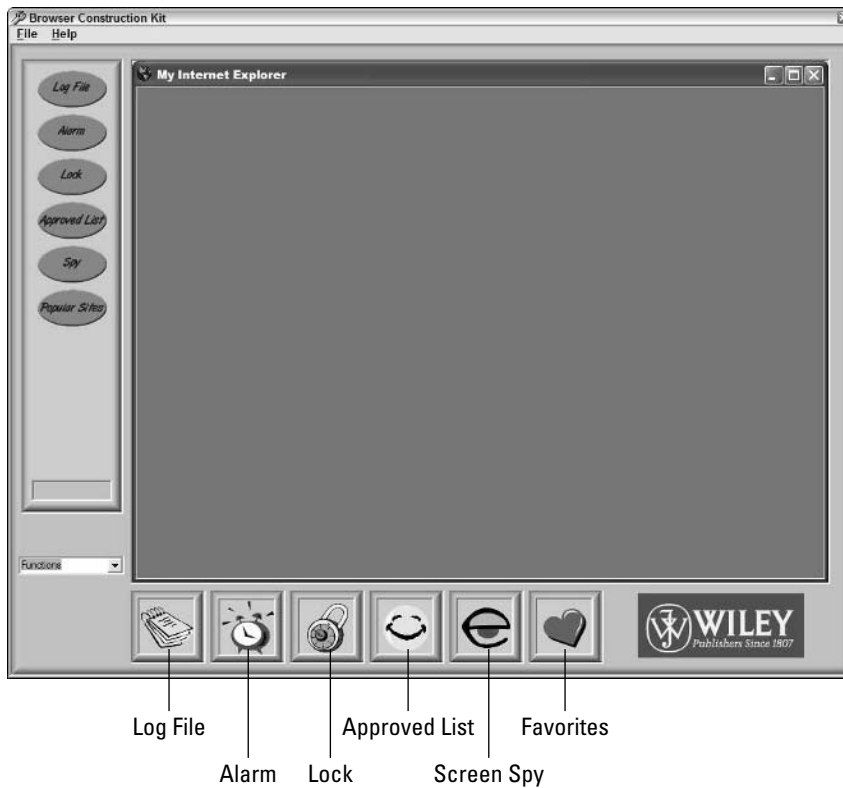 Browser Construction Kit
File Help
My Internet Explorer
Log File
Alarm
Lock
Approved List
Spy
Popular Sites
Functions
WILEY
Publishers Since 1807
Log File
Approved List
Favorites
Alarm
Lock
Screen Spy